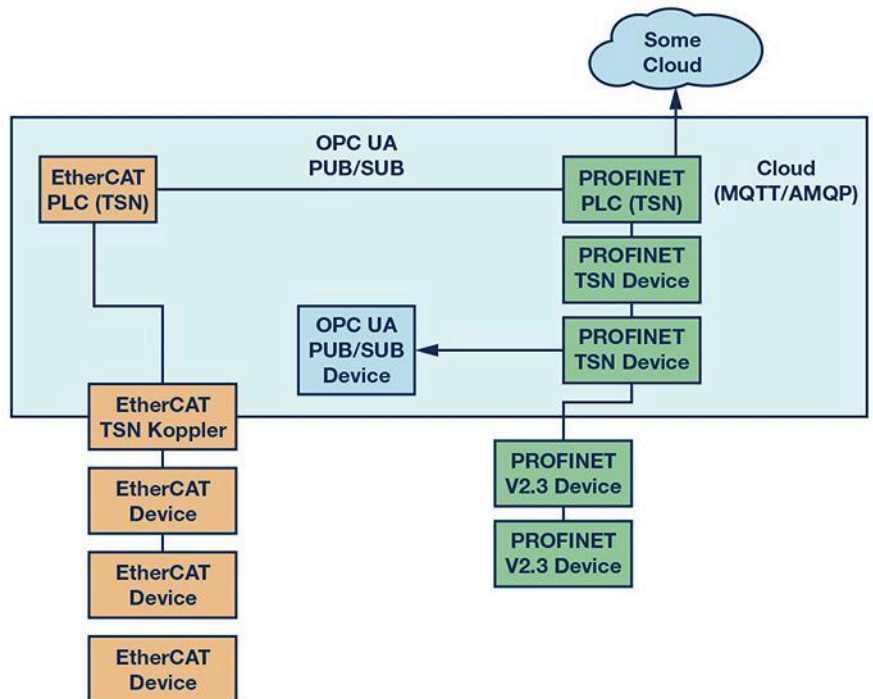 Some
Cloud
OPC UA
PUB/SUB
EtherCAT
PLC (TSN)
PROFINET
PLC (TSN)
Cloud
(MQTT/AMQP)
PROFINET
TSN Device
OPC UA
PUB/SUB
Device
PROFINET
TSN Device
EtherCAT
TSN Koppler
PROFINET
V2.3 Device
EtherCAT
Device
PROFINET
V2.3 Device
EtherCAT
Device
EtherCAT
Device